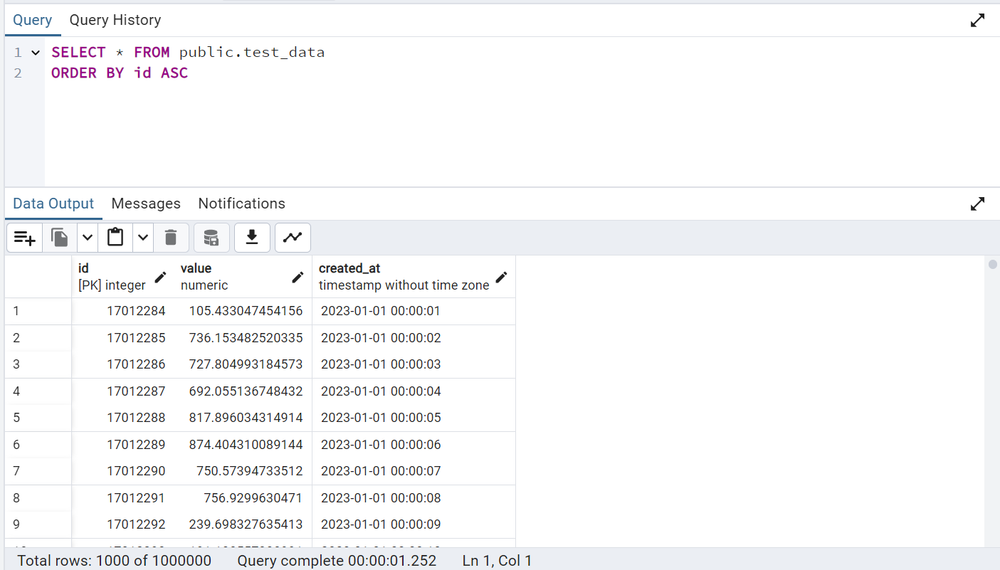 Query Query History
1 SELECT * FROM public.test_data
2 ORDER BY id ASC
Data Output Messages Notifications
id value created_at
[PK] integer numeric timestamp without time zone
1 17012284 105.433047454156 2023-01-01 00:00:01
2 17012285 736.153482520335 2023-01-01 00:00:02
3 17012286 727.804993184573 2023-01-01 00:00:03
4 17012287 692.055136748432 2023-01-01 00:00:04
5 17012288 817.896034314914 2023-01-01 00:00:05
6 17012289 874.404310089144 2023-01-01 00:00:06
7 17012290 750.57394733512 2023-01-01 00:00:07
8 17012291 756.9299630471 2023-01-01 00:00:08
9 17012292 239.698327635413 2023-01-01 00:00:09
Total rows: 1000 of 1000000 Query complete 00:00:01.252 Ln 1, Col 1